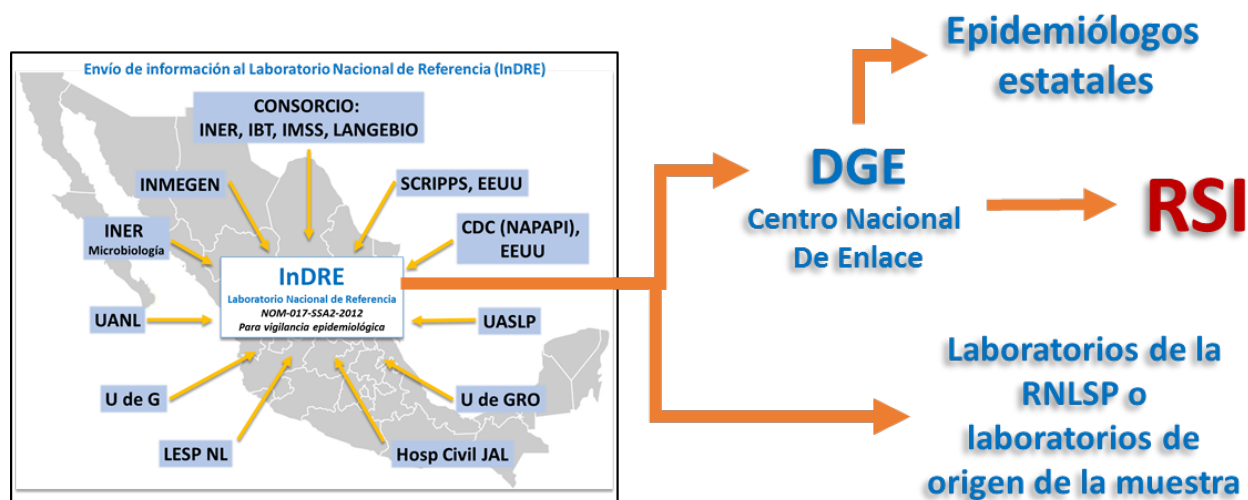 Envío de información al Laboratorio Nacional de Referencia (InDRE)
CONSORCIO:
INER, IBT, IMSS, LANGEBIO
INMEGEN
SCRIPPS, EEUU
INER
Microbiología
CDC (NAPAPI),
EEUU
InDRE
Laboratorio Nacional de Referencia
NOM-017-SSA2-2012
Para vigilancia epidemiológica
UANL
UASLP
U de G
U de GRO
LESP NL
Hosp Civil JAL
Epidemiólogos
estatales
DGE
Centro Nacional
De Enlace
RSI
Laboratorios de la
RNLSP o
laboratorios de
origen de la muestra